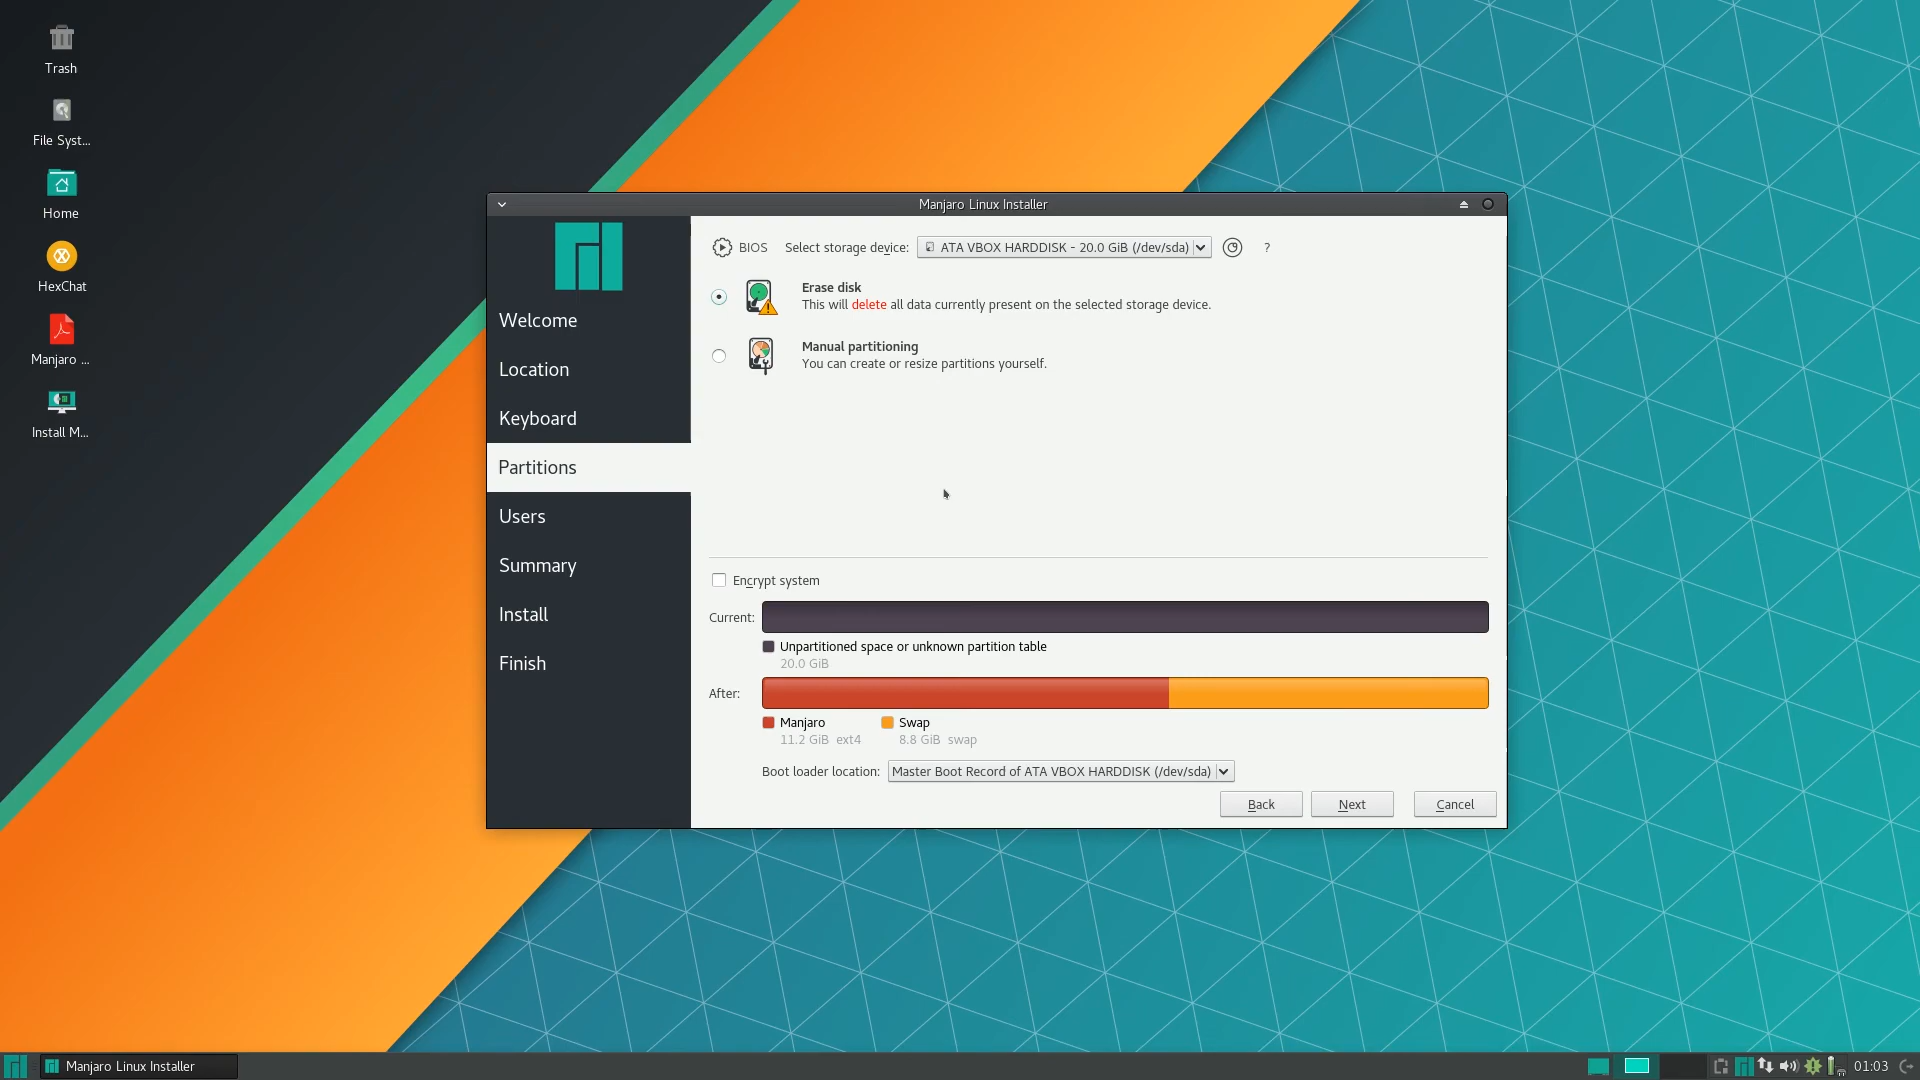 Trash
File Syst...
Home
HexChat
Manjaro ...
Install M...
Manjaro Linux Installer
Welcome
Location
Keyboard
Partitions
Users
Summary
Install
Finish
BIOS Select storage device: ATA VBOX HARDDISK - 20.0 GiB (/dev/sda) ?
Erase disk
This will delete all data currently present on the selected storage device.
Manual partitioning
You can create or resize partitions yourself.
Encrypt system
Current:
Unpartitioned space or unknown partition table
20.0 GiB
After:
Manjaro Swap
11.2 GiB ext4 8.8 GiB swap
Boot loader location: Master Boot Record of ATA VBOX HARDDISK (/dev/sda)
Back Next Cancel
Manjaro Linux Installer 01:03